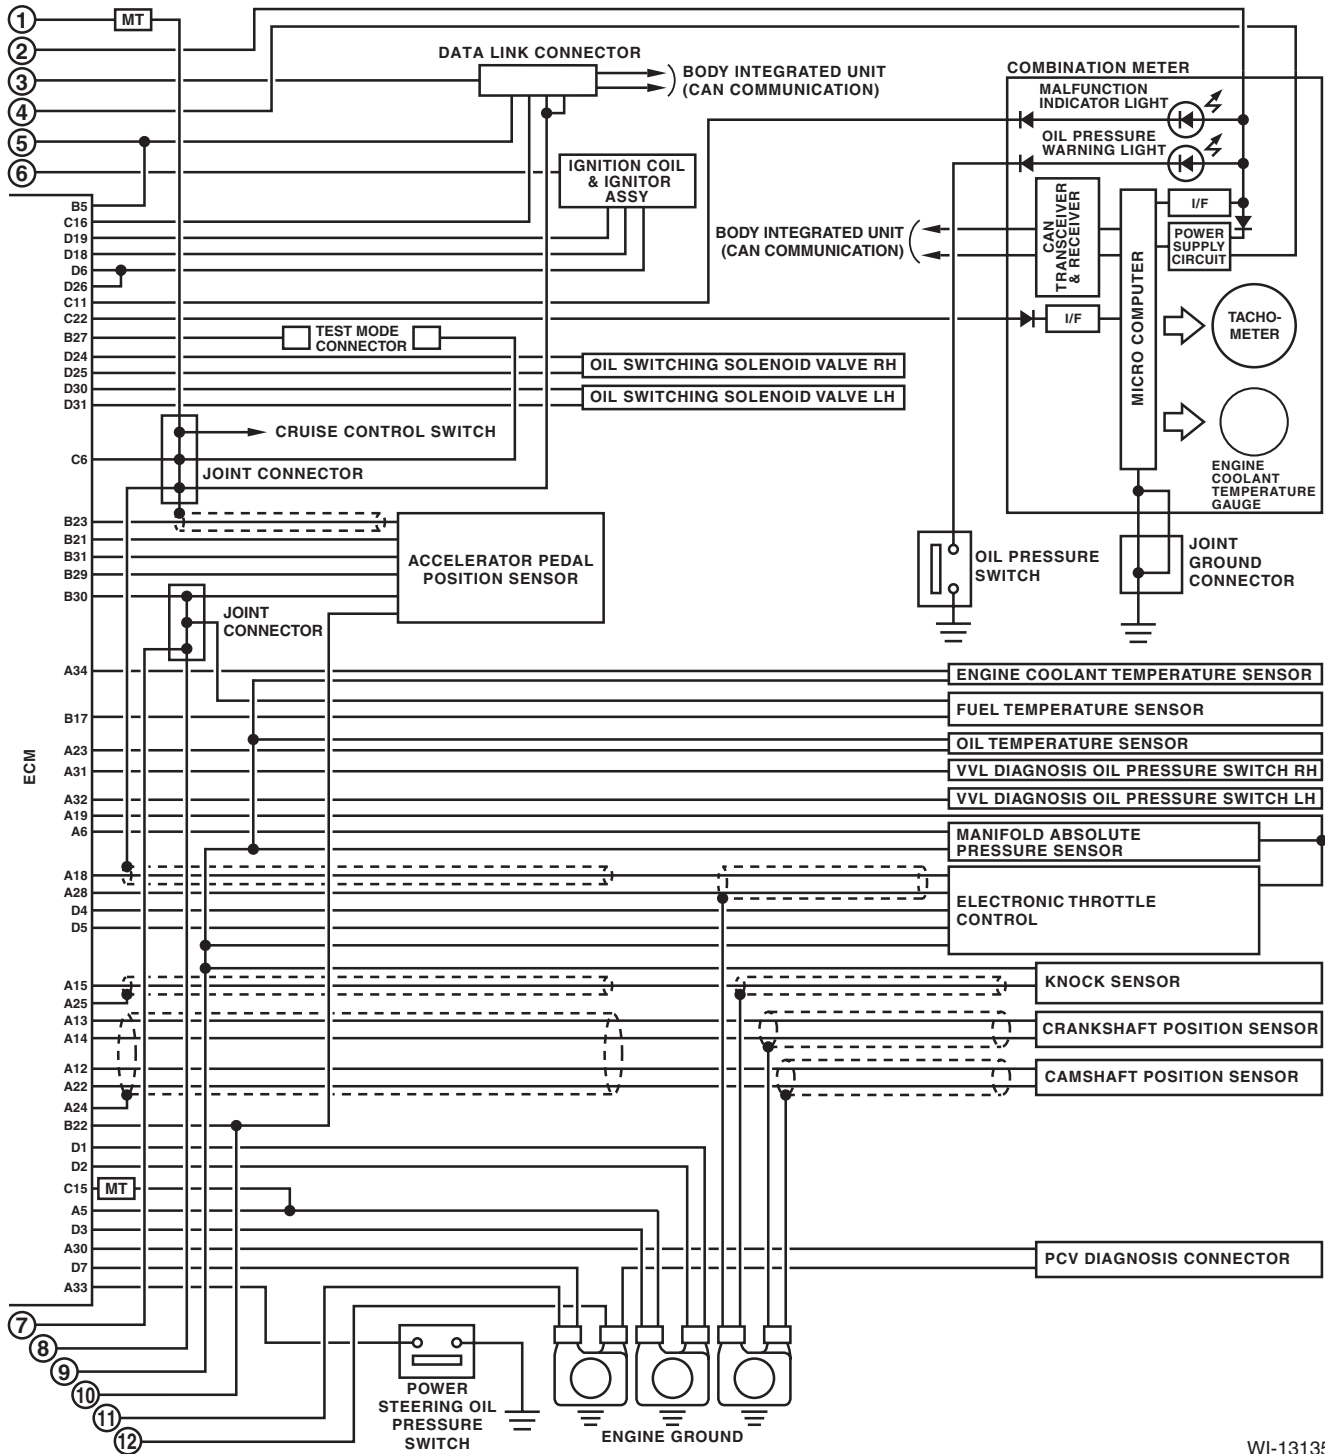 1
MT
2
3
4
5
6
DATA LINK CONNECTOR
BODY INTEGRATED UNIT
(CAN COMMUNICATION)
COMBINATION METER
MALFUNCTION
INDICATOR LIGHT
OIL PRESSURE
WARNING LIGHT
IGNITION COIL
& IGNITOR
ASSY
BODY INTEGRATED UNIT
(CAN COMMUNICATION)
CAN
TRANSCEIVER
& RECEIVER
MICRO COMPUTER
I/F
POWER
SUPPLY
CIRCUIT
I/F
TACHO-
METER
ENGINE
COOLANT
TEMPERATURE
GAUGE
ECM
B5
C16
D19
D18
D6
D26
C11
C22
B27
TEST MODE
CONNECTOR
D24
D25
OIL SWITCHING SOLENOID VALVE RH
D30
D31
OIL SWITCHING SOLENOID VALVE LH
CRUISE CONTROL SWITCH
C6
JOINT CONNECTOR
B23
B21
B31
B29
B30
ACCELERATOR PEDAL
POSITION SENSOR
JOINT
CONNECTOR
OIL PRESSURE
SWITCH
JOINT
GROUND
CONNECTOR
A34
ENGINE COOLANT TEMPERATURE SENSOR
B17
FUEL TEMPERATURE SENSOR
A23
OIL TEMPERATURE SENSOR
A31
VVL DIAGNOSIS OIL PRESSURE SWITCH RH
A32
VVL DIAGNOSIS OIL PRESSURE SWITCH LH
A19
A6
MANIFOLD ABSOLUTE
PRESSURE SENSOR
A18
A28
D4
D5
ELECTRONIC THROTTLE
CONTROL
A15
A25
KNOCK SENSOR
A13
A14
CRANKSHAFT POSITION SENSOR
A12
A22
CAMSHAFT POSITION SENSOR
A24
B22
D1
D2
C15
MT
A5
D3
A30
PCV DIAGNOSIS CONNECTOR
D7
A33
7
8
9
10
11
12
POWER
STEERING OIL
PRESSURE
SWITCH
ENGINE GROUND
WI-13135